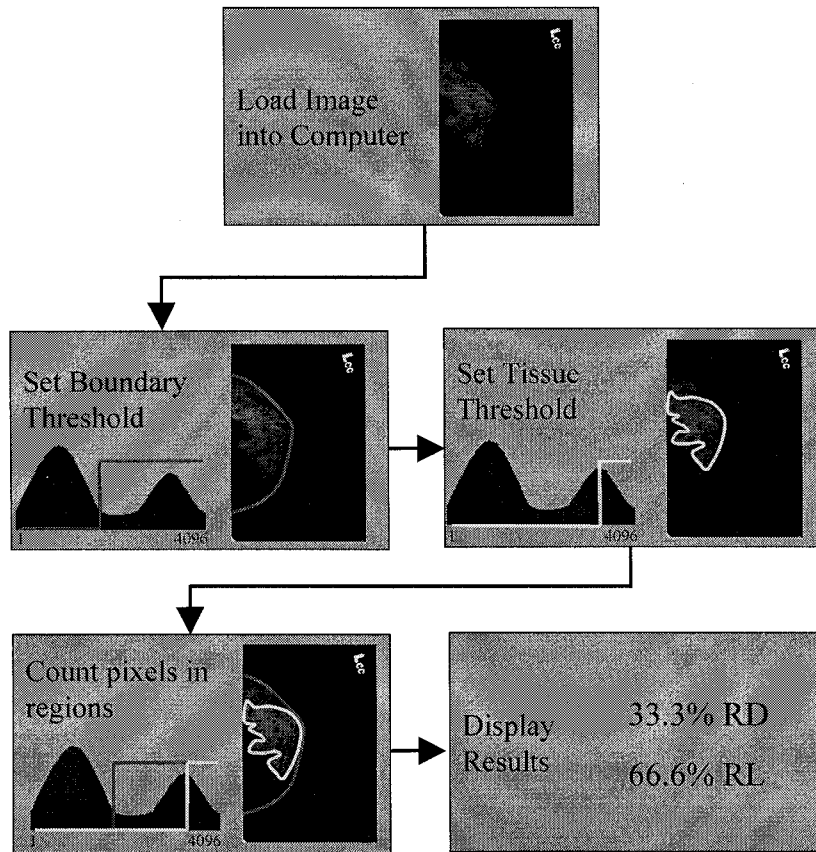 Load Image
into Computer
Lcc
Set Boundary
Threshold
1
4096
Lcc
Set Tissue
Threshold
1
4096
Lcc
Count pixels in
regions
1
4096
Lcc
Display
Results
33.3% RD
66.6% RL